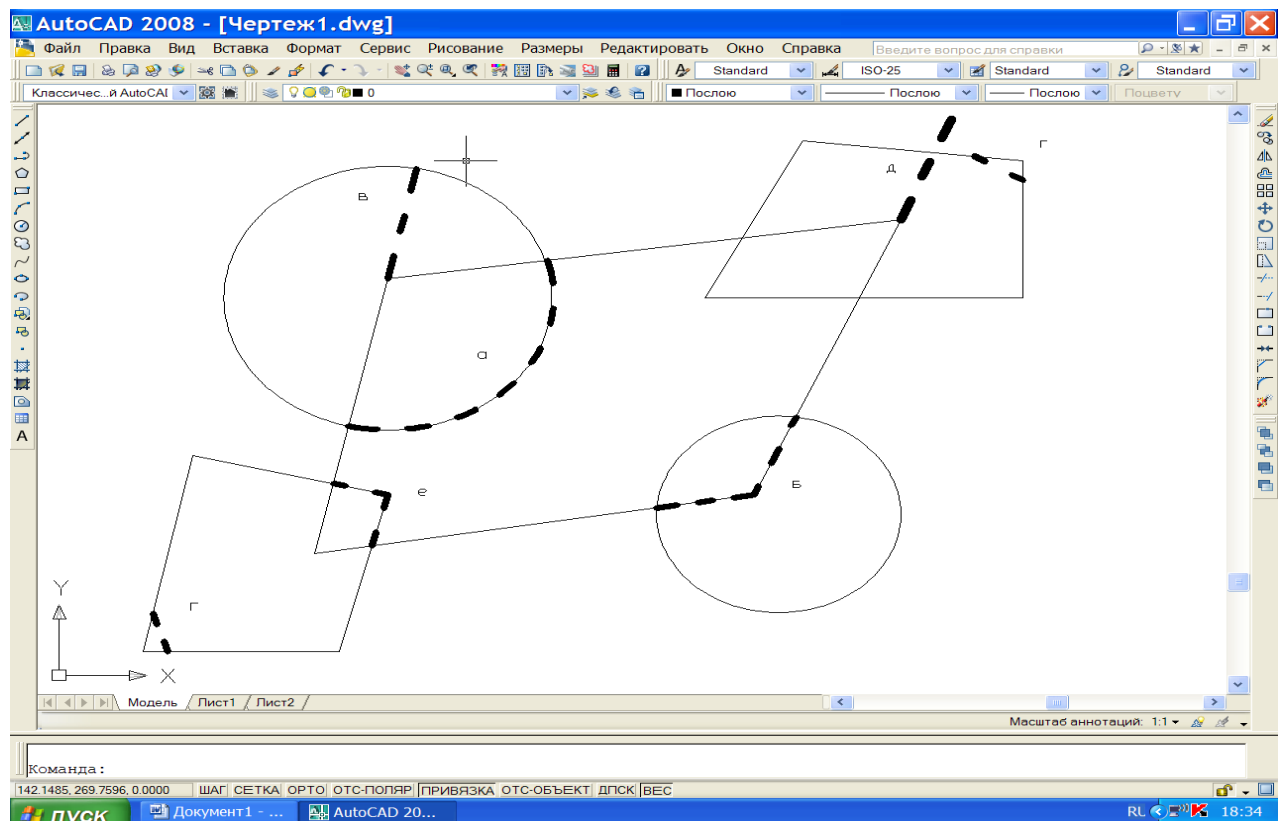 AutoCAD 2008 - [Чертеж1.dwg]
Файл Правка Вид Вставка Формат Сервис Рисование Размеры Редактировать Окно Справка Введите вопрос для справки
Standard ISO-25 Standard Standard
Классичес...й AutoCAI 0 Послою Послою Послою Поцвету
A
г
д
в
а
Б
е
г
Y
X
Модель Лист1 Лист2
Масштаб аннотаций: 1:1
Команда:
142.1485, 269.7596, 0.0000 ШАГ СЕТКА ОРТО ОТС-ПОЛЯР ПРИВЯЗКА ОТС-ОБЪЕКТ ДПСК ВЕС
пуск Документ1 - ... AutoCAD 20... RL 18:34